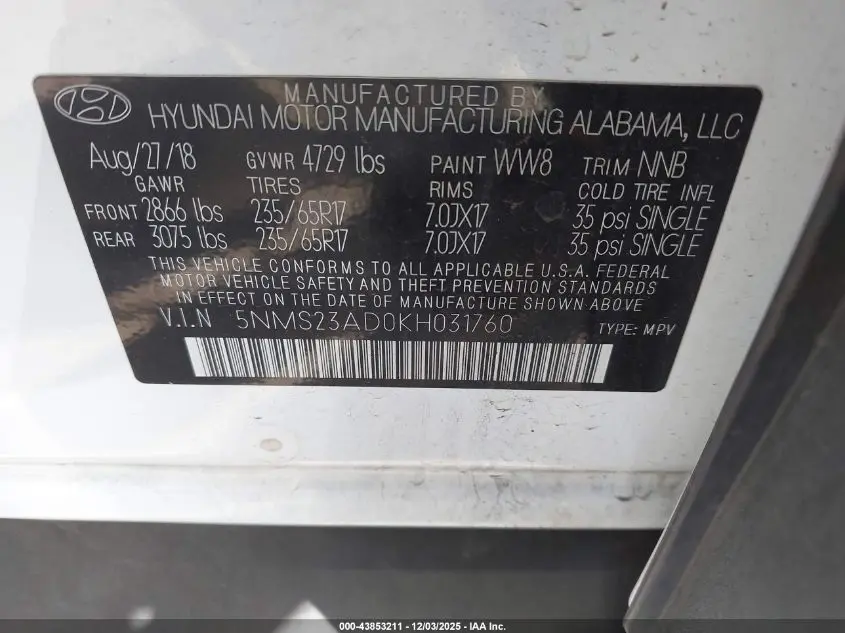 MANUFACTURED BY
HYUNDAI MOTOR MANUFACTURING ALABAMA, LLC
Aug/27/18 GVWR 4729 lbs PAINT WW8 TRIM NNB
GAWR TIRES RIMS COLD TIRE INFL
FRONT 2866 lbs 235/65R17 7.0JX17 35 psi SINGLE
REAR 3075 lbs 235/65R17 7.0JX17 35 psi SINGLE
THIS VEHICLE CONFORMS TO ALL APPLICABLE U.S.A. FEDERAL
MOTOR VEHICLE SAFETY AND THEFT PREVENTION STANDARDS
IN EFFECT ON THE DATE OF MANUFACTURE SHOWN ABOVE
V.I.N 5NMS23AD0KH031760 TYPE: MPV
000-43853211 - 12/03/2025 - IAA Inc.